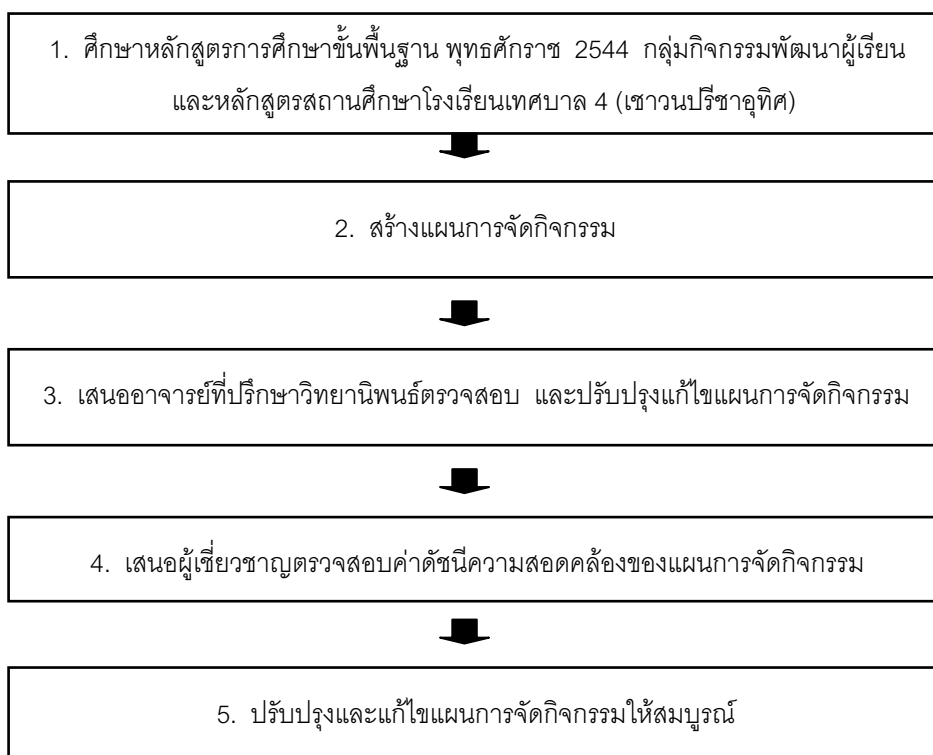 1. ศึกษาหลักสูตรการศึกษาขั้นพื้นฐาน พุทธศักราช 2544 กลุ่มกิจกรรมพัฒนาผู้เรียน
และหลักสูตรสถานศึกษาโรงเรียนเทศบาล 4 (เชาวนปรีชาอุทิศ)
2. สร้างแผนการจัดกิจกรรม
3. เสนออาจารย์ที่ปรึกษาวิทยานิพนธ์ตรวจสอบ และปรับปรุงแก้ไขแผนการจัดกิจกรรม
4. เสนอผู้เชี่ยวชาญตรวจสอบค่าดัชนีความสอดคล้องของแผนการจัดกิจกรรม
5. ปรับปรุงและแก้ไขแผนการจัดกิจกรรมให้สมบูรณ์